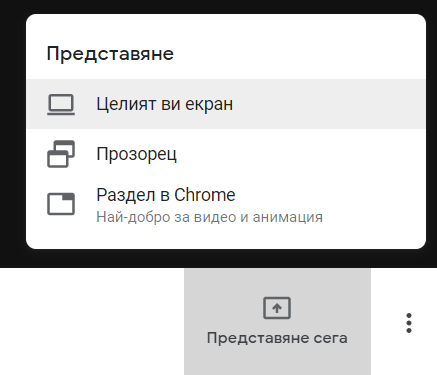 Представяне
Целият ви екран
Прозорец
Раздел в Chrome
Най-добро за видео и анимация
Представяне сега